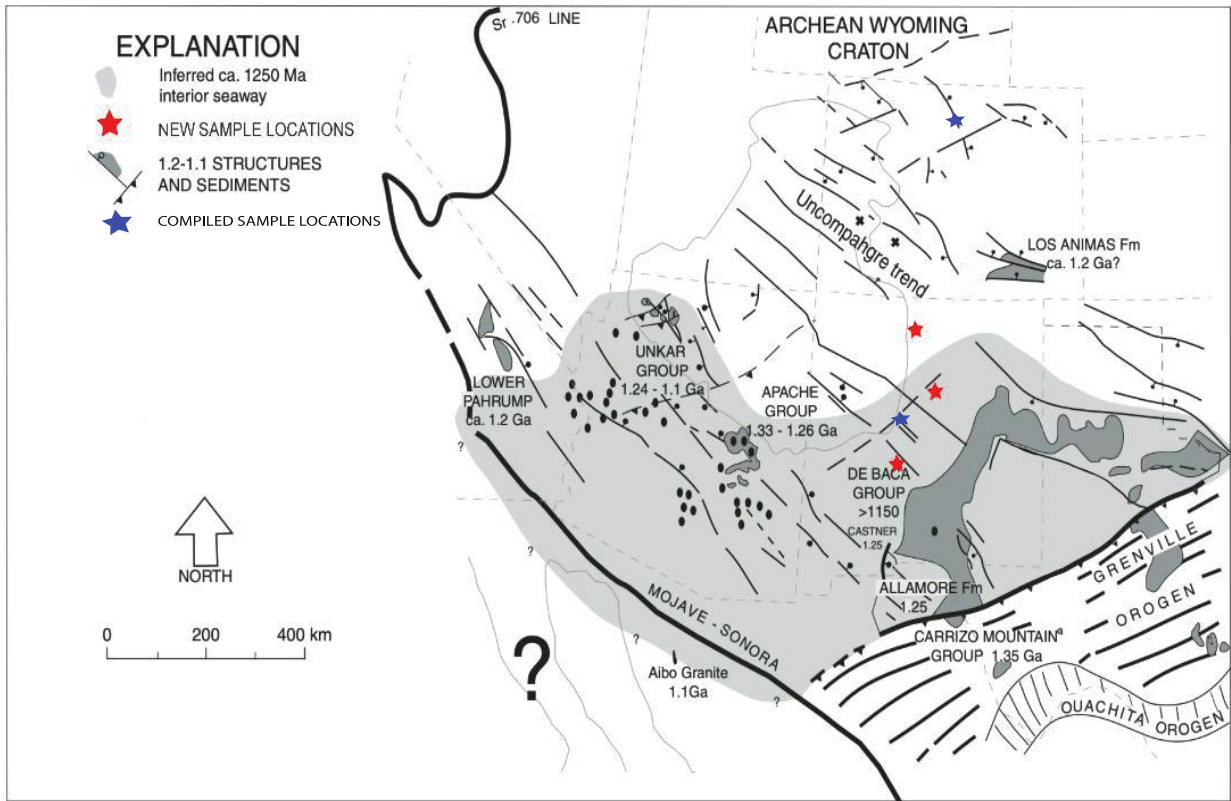 EXPLANATION
Inferred ca. 1250 Ma
interior seaway
NEW SAMPLE LOCATIONS
1.2-1.1 STRUCTURES
AND SEDIMENTS
COMPILED SAMPLE LOCATIONS
Sr .706 LINE
ARCHEAN WYOMING
CRATON
Uncompahgre trend
LOS ANIMAS Fm
ca. 1.2 Ga?
UNKAR
GROUP
1.24 - 1.1 Ga
LOWER
PAHRUMP
ca. 1.2 Ga
APACHE
GROUP
1.33 - 1.26 Ga
DE BACA
GROUP
>1150
CASTNER
1.25
ALLAMORE Fm
1.25
GRENVILLE
OROGEN
CARRIZO MOUNTAINa
GROUP 1.35 Ga
OUACHITA OROGEN
MOJAVE - SONORA
Aibo Granite
1.1Ga
NORTH
0 200 400 km
?
?
?
?
?